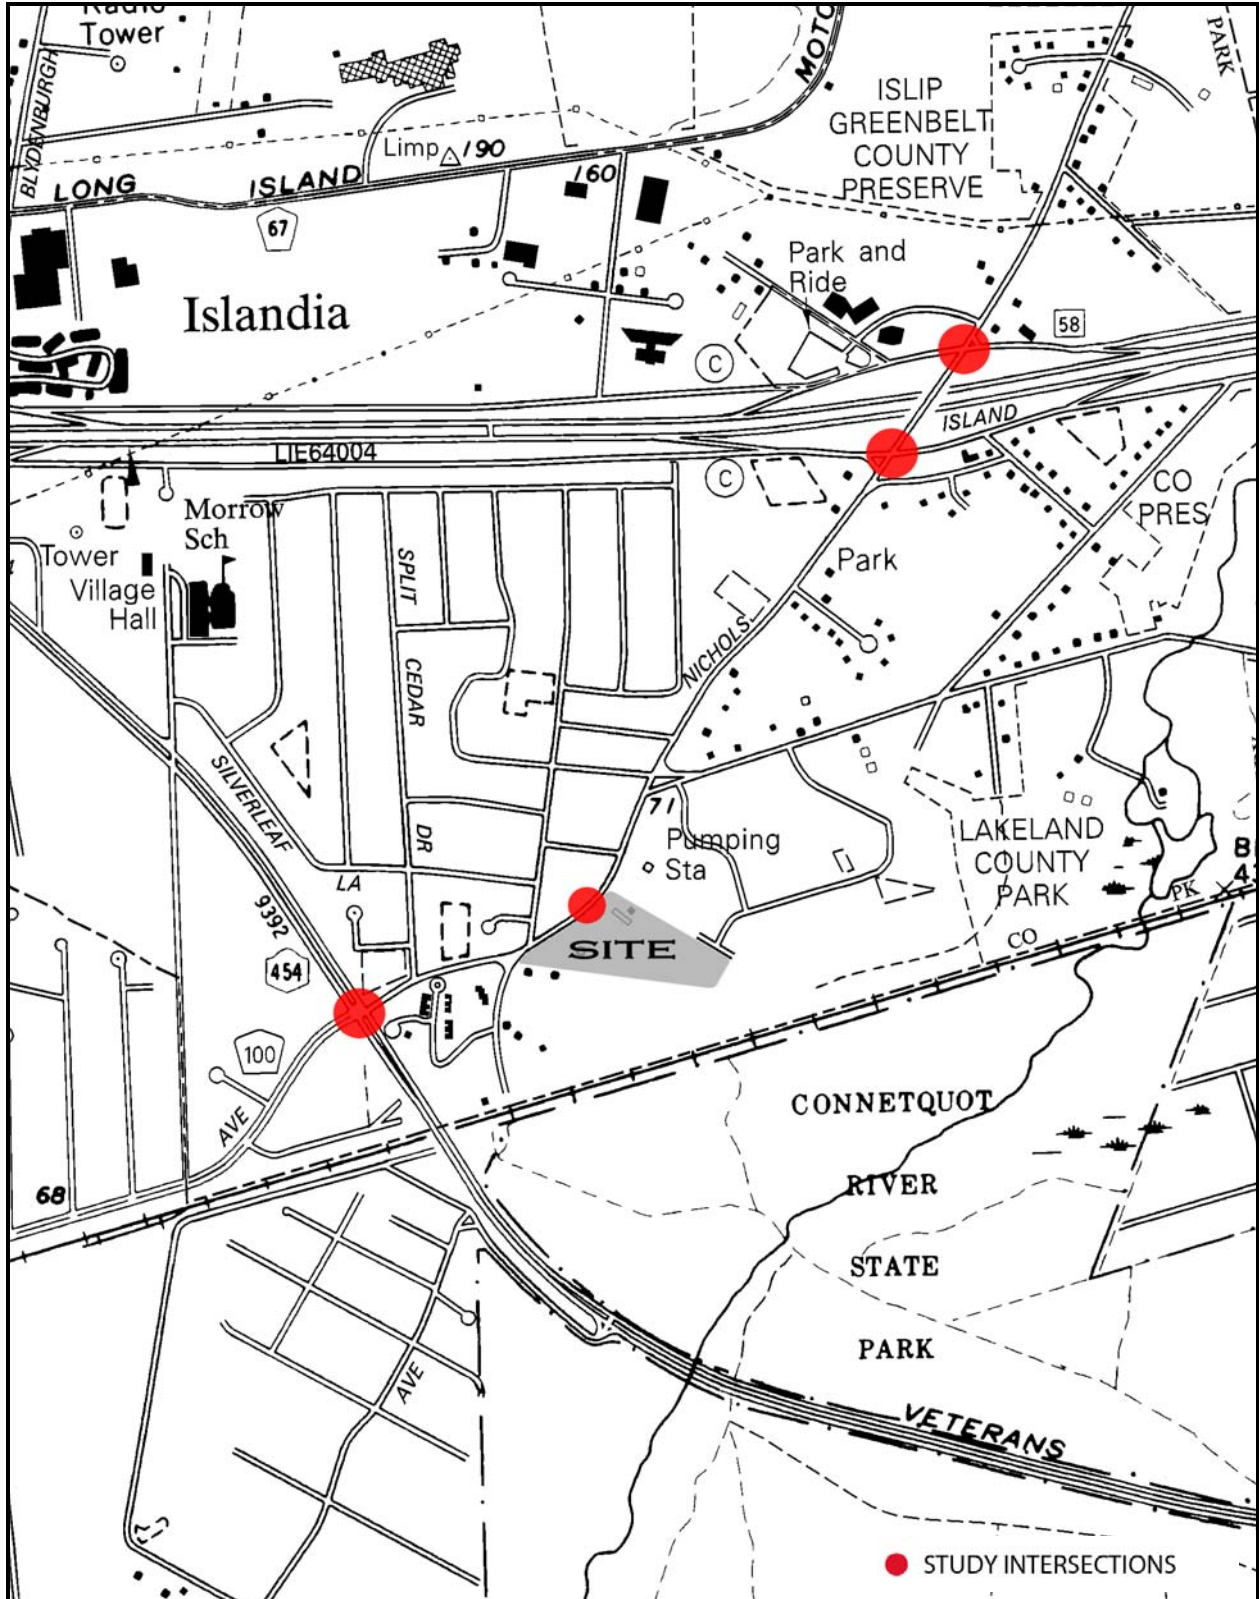 Radio
Tower
BLYDENBURGH
MOTO
PARK
ISLIP
GREENBELT
COUNTY
PRESERVE
Limp 190
160
LONG ISLAND
67
Park and
Ride
Islandia
58
C
ISLAND
LIE64004
C
CO
PRES
Morrow
Sch
Tower
Village
Hall
SPLIT
CEDAR
DR
Park
NICHOLS
SILVERLEAF
LA
71
Pumping
Sta
LAKELAND
COUNTY
PARK
PK
CO
9392
SITE
454
100
AVE
68
CONNETQUOT
RIVER
STATE
PARK
AVE
VETERANS
STUDY INTERSECTIONS